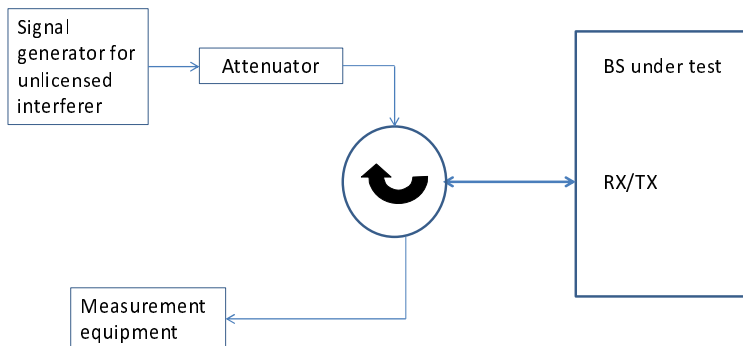 Signal
generator for
unlicensed
interferer
Attenuator
BS under test
RX/TX
Measurement
equipment